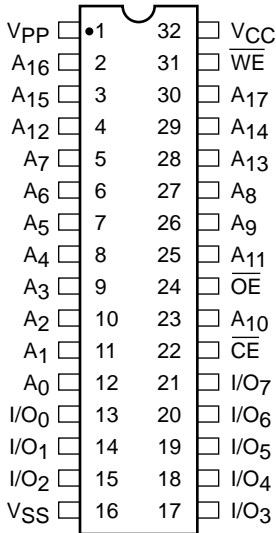 VPP 1 32 VCC
A16 2 31 WE
A15 3 30 A17
A12 4 29 A14
A7 5 28 A13
A6 6 27 A8
A5 7 26 A9
A4 8 25 A11
A3 9 24 OE
A2 10 23 A10
A1 11 22 CE
A0 12 21 I/O7
I/O0 13 20 I/O6
I/O1 14 19 I/O5
I/O2 15 18 I/O4
VSS 16 17 I/O3